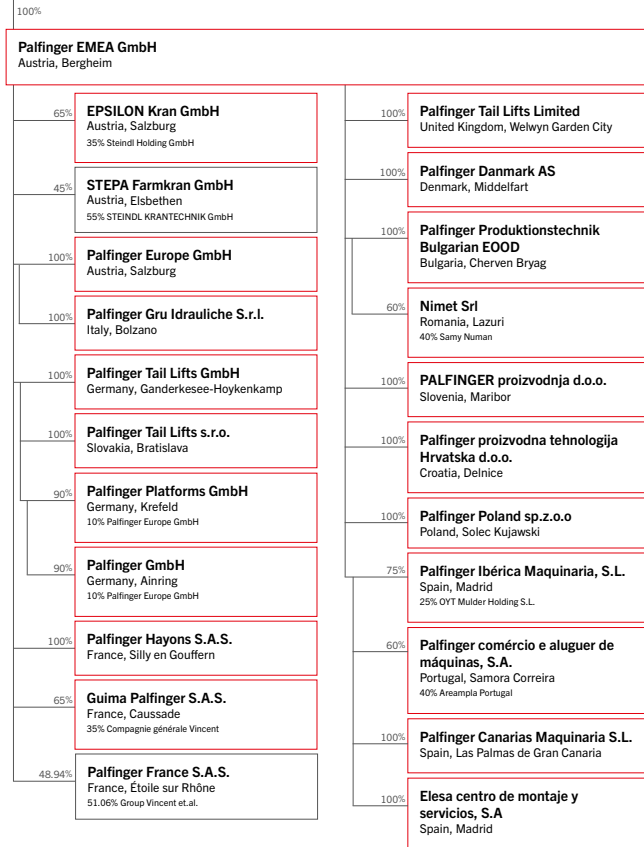 100%
Palfinger EMEA GmbH
Austria, Bergheim
65%
EPSILON Kran GmbH
Austria, Salzburg
35% Steindl Holding GmbH
45%
STEPA Farmkran GmbH
Austria, Elsbethen
55% STEINDL KRANTECHNIK GmbH
100%
Palfinger Europe GmbH
Austria, Salzburg
100%
Palfinger Gru Idrauliche S.r.l.
Italy, Bolzano
100%
Palfinger Tail Lifts GmbH
Germany, Ganderkesee-Hoykenkamp
100%
Palfinger Tail Lifts s.r.o.
Slovakia, Bratislava
90%
Palfinger Platforms GmbH
Germany, Krefeld
10% Palfinger Europe GmbH
90%
Palfinger GmbH
Germany, Ainring
10% Palfinger Europe GmbH
100%
Palfinger Hayons S.A.S.
France, Silly en Gouffern
65%
Guima Palfinger S.A.S.
France, Caussade
35% Compagnie générale Vincent
48.94%
Palfinger France S.A.S.
France, Étoile sur Rhône
51.06% Group Vincent et.al.
100%
Palfinger Tail Lifts Limited
United Kingdom, Welwyn Garden City
100%
Palfinger Danmark AS
Denmark, Middelfart
100%
Palfinger Produktionstechnik
Bulgarian EOOD
Bulgaria, Cherven Bryag
60%
Nimet Srl
Romania, Lazuri
40% Samy Numan
100%
PALFINGER proizvodnja d.o.o.
Slovenia, Maribor
100%
Palfinger proizvodna tehnologija
Hrvatska d.o.o.
Croatia, Delnice
100%
Palfinger Poland sp.z.o.o
Poland, Solec Kujawski
75%
Palfinger Ibérica Maquinaria, S.L.
Spain, Madrid
25% OYT Mulder Holding S.L.
60%
Palfinger comércio e aluguer de
máquinas, S.A.
Portugal, Samora Correira
40% Areampla Portugal
100%
Palfinger Canarias Maquinaria S.L.
Spain, Las Palmas de Gran Canaria
100%
Elesa centro de montaje y
servicios, S.A
Spain, Madrid